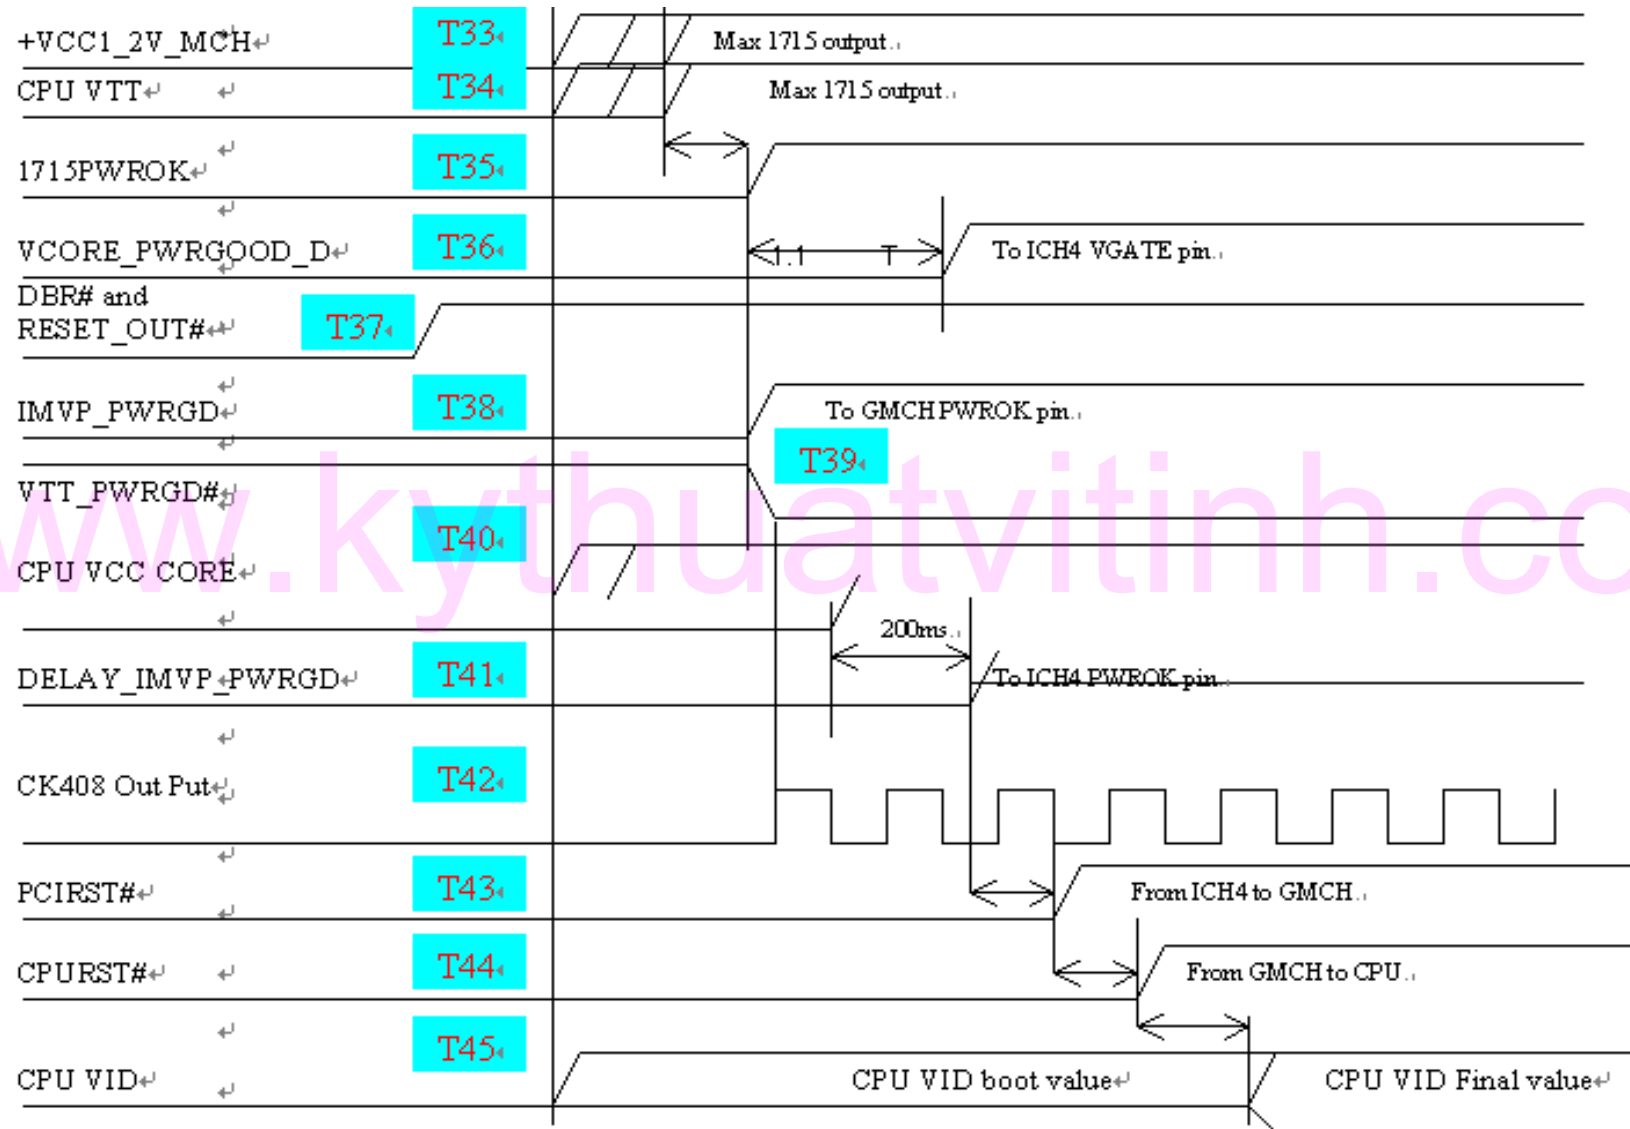 +VCC1_2V_MCH T33 Max 1715 output
CPU VTT T34 Max 1715 output
1715PWROK T35
VCORE_PWRGOOD_D T36 1.1 T To ICH4 VGATE pin
DBR# and
RESET_OUT# T37
IMVP_PWRGD T38 To GMCHPWROK pin
T39
VTT_PWRGD#
www.kythuatvitinh.co
T40
CPU VCC CORE
200ms
DELAY_IMVP_PWRGD T41 To ICH4 PWROK pin
CK408 Out Put T42
PCIRST# T43 From ICH4 to GMCH
CPURST# T44 From GMCH to CPU
CPU VID T45 CPU VID boot value CPU VID Final value